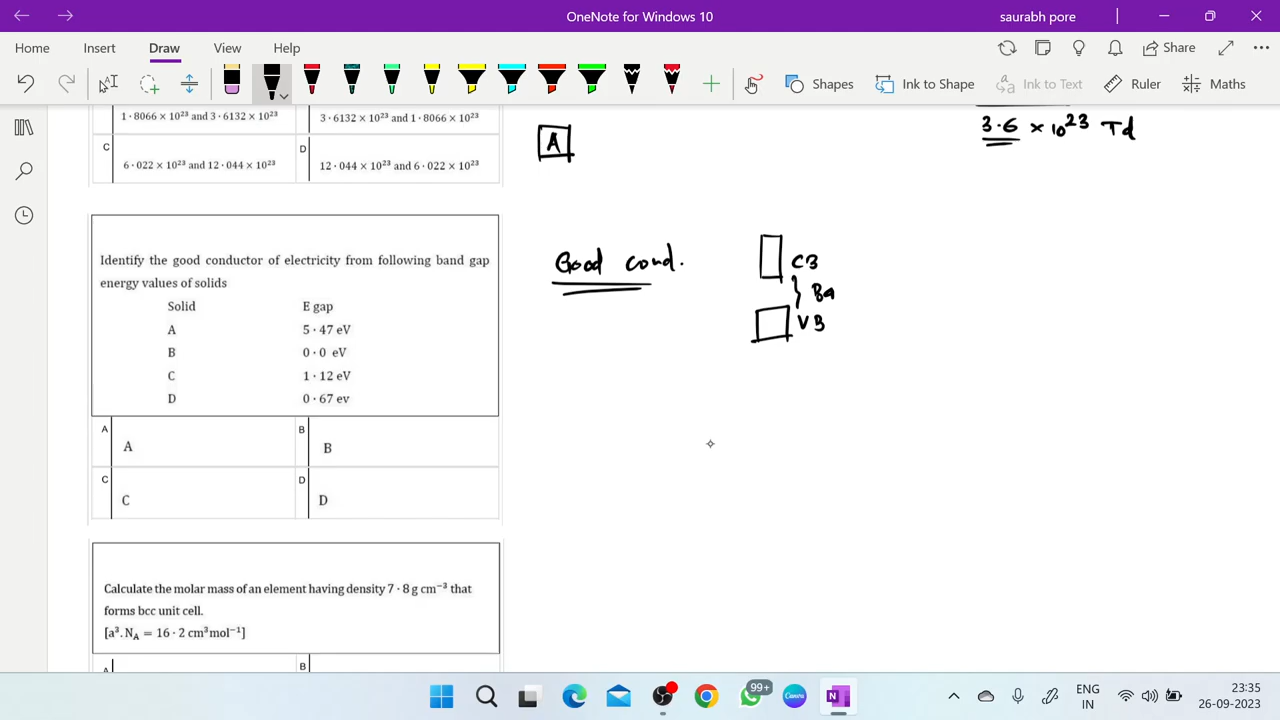 OneNote for Windows 10
saurabh pore
Home Insert Draw View Help
Share
Shapes Ink to Shape Ink to Text Ruler Maths
1·8066 × 10²³ and 3·6132 × 10²³
3·6132 × 10²³ and 1·8066 × 10²³
C 6·022 × 10²³ and 12·044 × 10²³
D 12·044 × 10²³ and 6·022 × 10²³
A
3.6 × 10²³ Td
Identify the good conductor of electricity from following band gap
energy values of solids
Solid E gap
A 5·47 eV
B 0·0 eV
C 1·12 eV
D 0·67 ev
A A
B B
C C
D D
Good cond.
CB
BG
VB
Calculate the molar mass of an element having density 7·8 g cm⁻³ that
forms bcc unit cell.
[a³.N_A = 16·2 cm³mol⁻¹]
B
99+
ENG
IN
23:35
26-09-2023